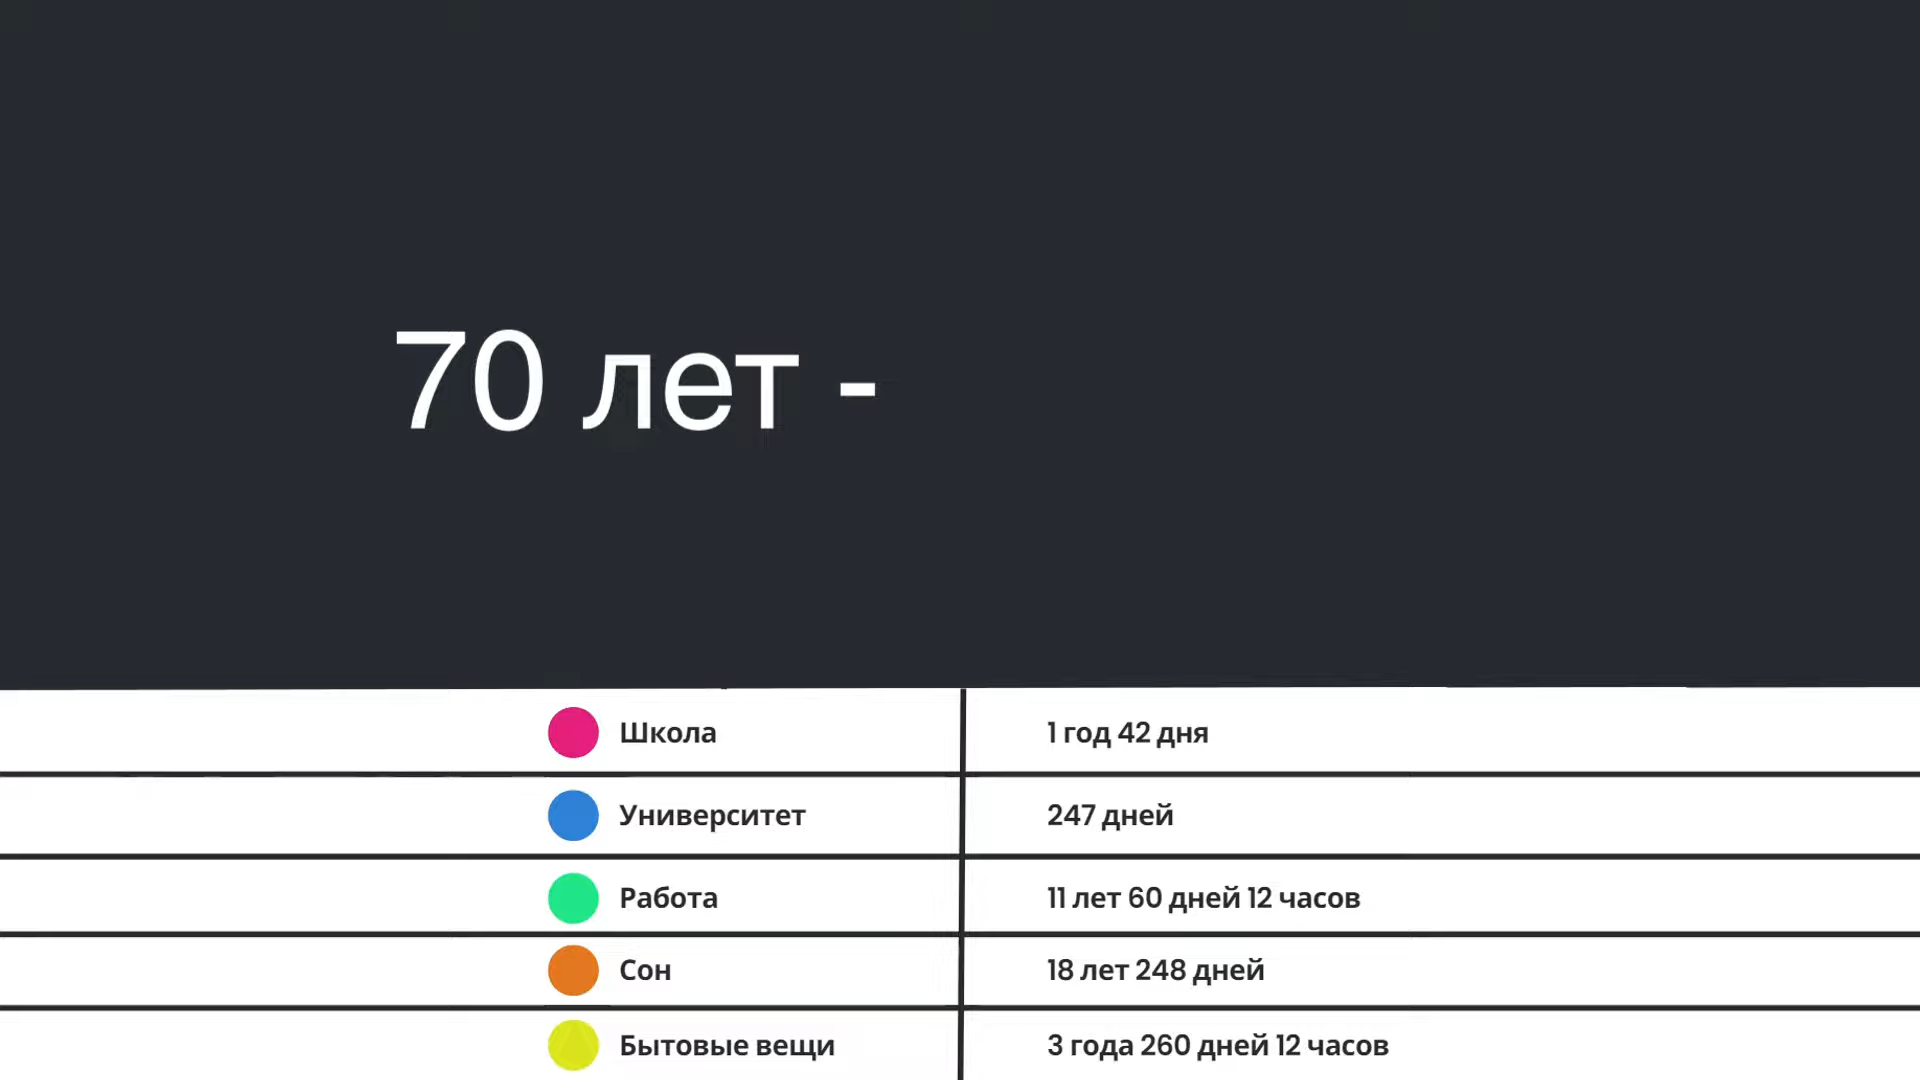 70 лет -
Школа 1 год 42 дня
Университет 247 дней
Работа 11 лет 60 дней 12 часов
Сон 18 лет 248 дней
Бытовые вещи 3 года 260 дней 12 часов